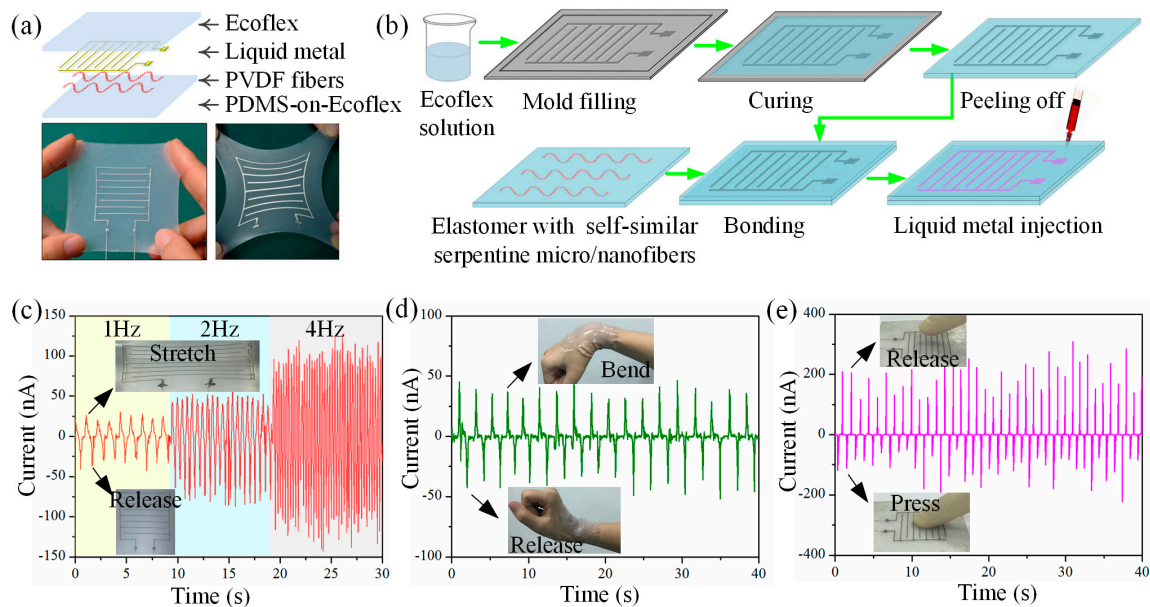 (a)
Ecoflex
Liquid metal
PVDF fibers
PDMS-on-Ecoflex
(b)
Ecoflex
solution
Mold filling
Curing
Peeling off
Elastomer with self-similar
serpentine micro/nanofibers
Bonding
Liquid metal injection
(c)
1Hz 2Hz 4Hz
Stretch
Release
Current (nA)
150
100
50
0
-50
-100
-150
0 5 10 15 20 25 30
Time (s)
(d)
Bend
Release
Current (nA)
100
50
0
-50
-100
0 10 20 30 40
Time (s)
(e)
Release
Press
Current (nA)
400
200
0
-200
-400
0 10 20 30 40
Time (s)